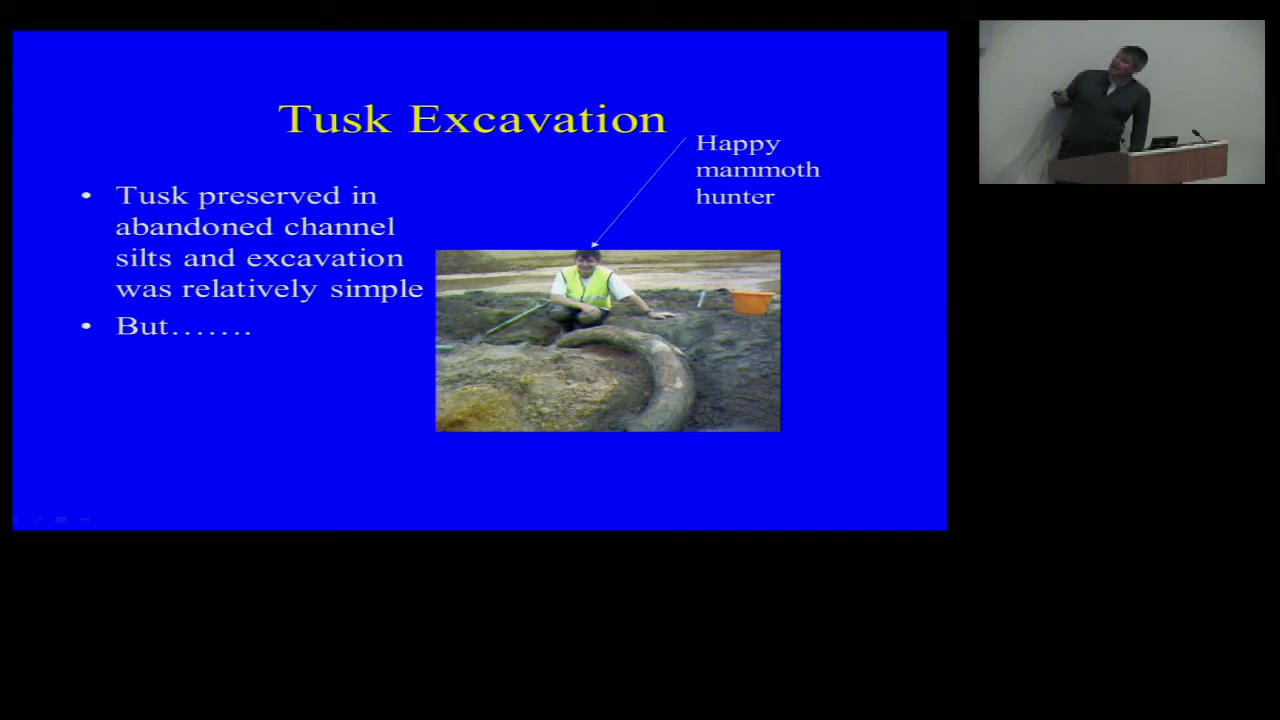 Tusk Excavation
Happy
mammoth
hunter
• Tusk preserved in
abandoned channel
silts and excavation
was relatively simple
• But…….